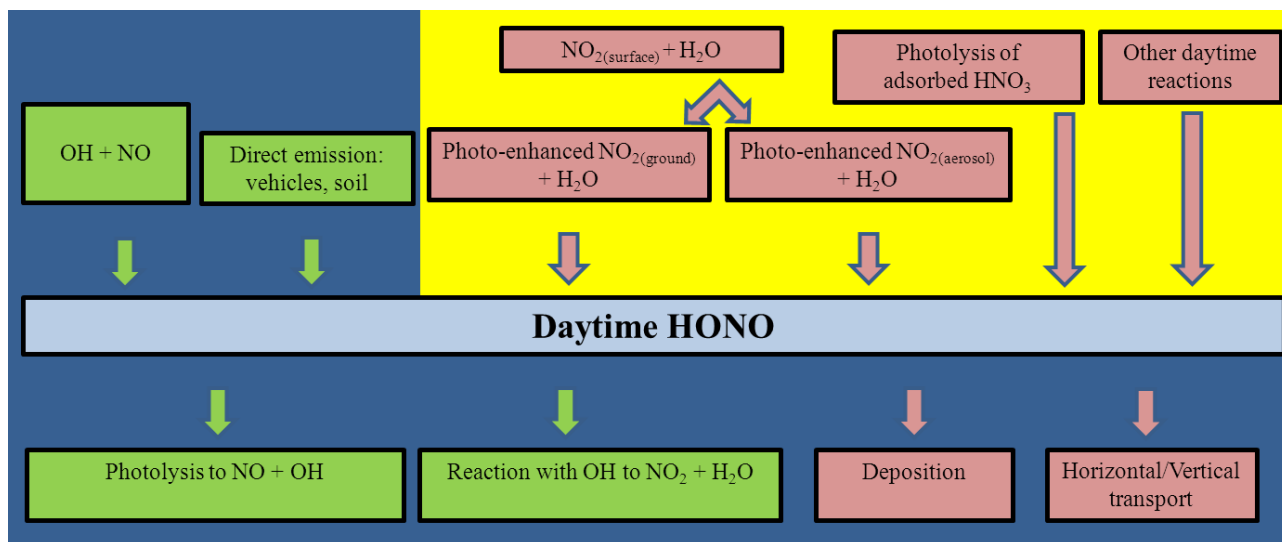 NO₂(surface) + H₂O
Photolysis of
adsorbed HNO₃
Other daytime
reactions
OH + NO
Direct emission:
vehicles, soil
Photo-enhanced NO₂(ground)
+ H₂O
Photo-enhanced NO₂(aerosol)
+ H₂O
Daytime HONO
Photolysis to NO + OH
Reaction with OH to NO₂ + H₂O
Deposition
Horizontal/Vertical
transport